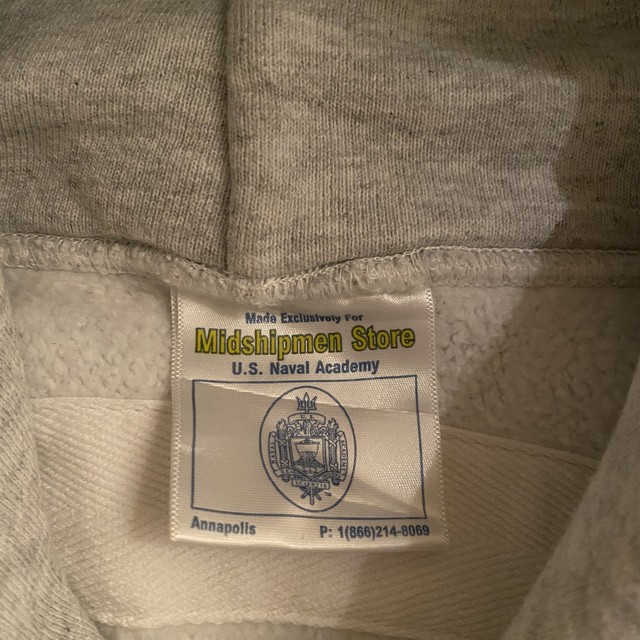 Made Exclusively For
Midshipmen Store
U.S. Naval Academy
Annapolis P: 1(866)214-8069